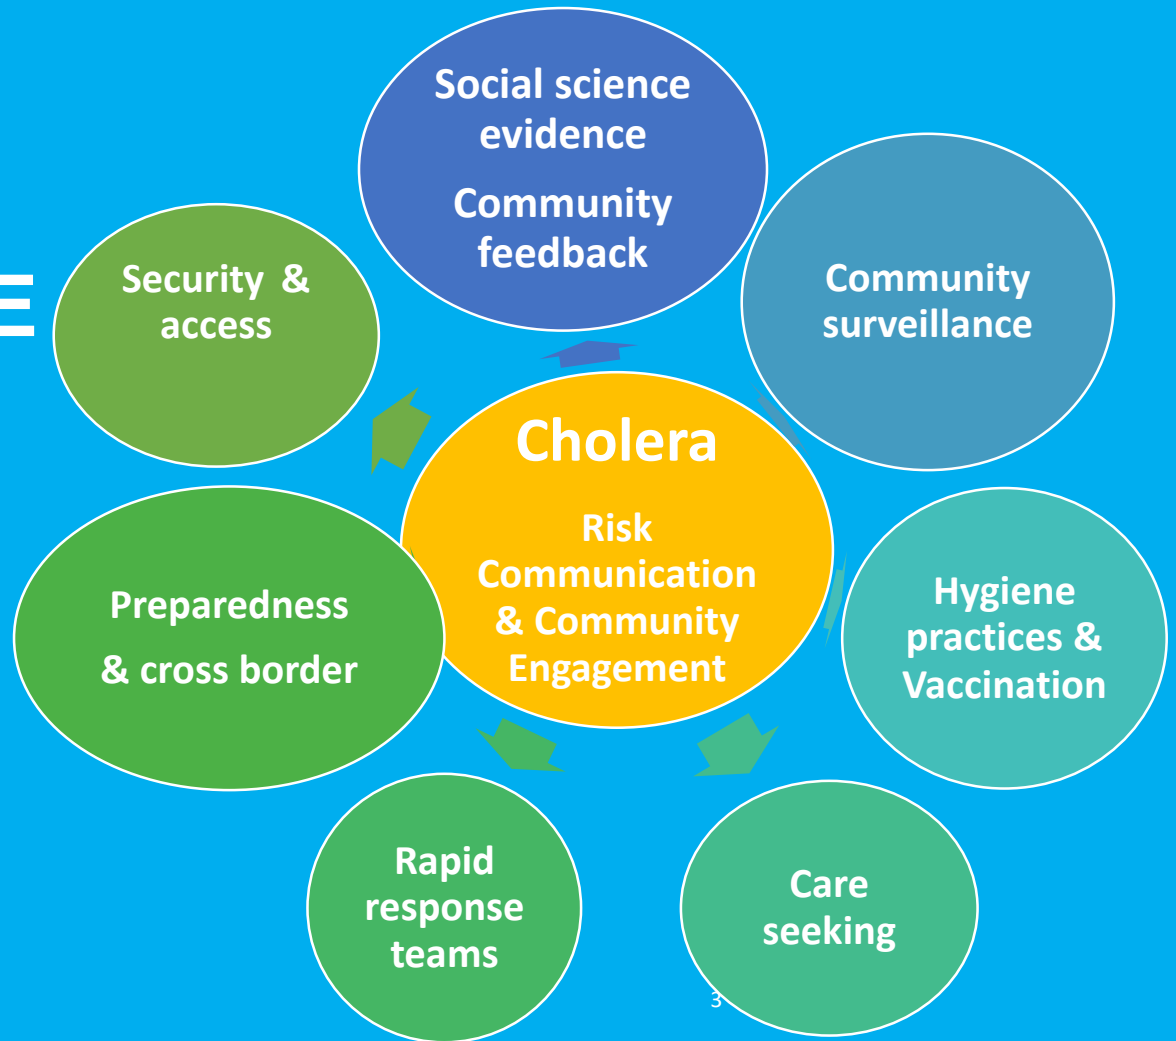 E
Social science
evidence
Community
feedback
Community
surveillance
Security & access
Cholera
Risk
Communication
& Community
Engagement
Hygiene
practices &
Vaccination
Preparedness
& cross border
Rapid
response
teams
Care
seeking
3